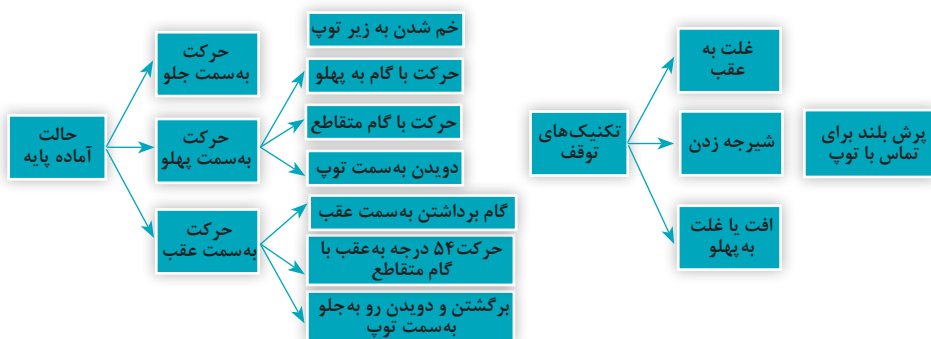 حالت
آماده پایه
حرکت
به‌سمت جلو
حرکت
به‌سمت پهلو
حرکت
به‌سمت عقب
خم شدن به زیر توپ
حرکت با گام به پهلو
حرکت با گام متقاطع
دویدن به‌سمت توپ
گام برداشتن به‌سمت عقب
حرکت ۵۴ درجه به‌عقب با
گام متقاطع
برگشتن و دویدن رو به‌جلو
به‌سمت توپ
تکنیک‌های
توقف
غلت به
عقب
شیرجه زدن
افت یا غلت
به‌پهلو
پرش بلند برای
تماس با توپ